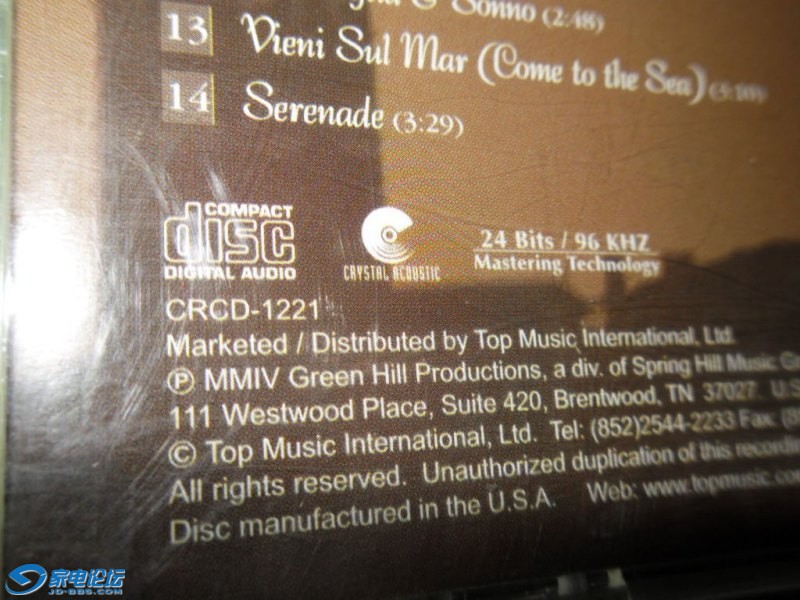 & Sonno (2:48)
13 Vieni Sul Mar (Come to the Sea)
14 Serenade (3:29)
COMPACT
disc
DIGITAL AUDIO
CRYSTAL ACOUSTIC
24 Bits / 96 KHZ
Mastering Technology
CRCD-1221
Marketed / Distributed by Top Music International, Ltd.
Ⓟ MMIV Green Hill Productions, a div. of Spring Hill Music
111 Westwood Place, Suite 420, Brentwood, TN 37027. U.S
© Top Music International, Ltd. Tel: (852)2544-2233 Fax:
All rights reserved. Unauthorized duplication of this recording
Disc manufactured in the U.S.A. Web: www.topmusic.co
家电论坛
JD-BBS.COM